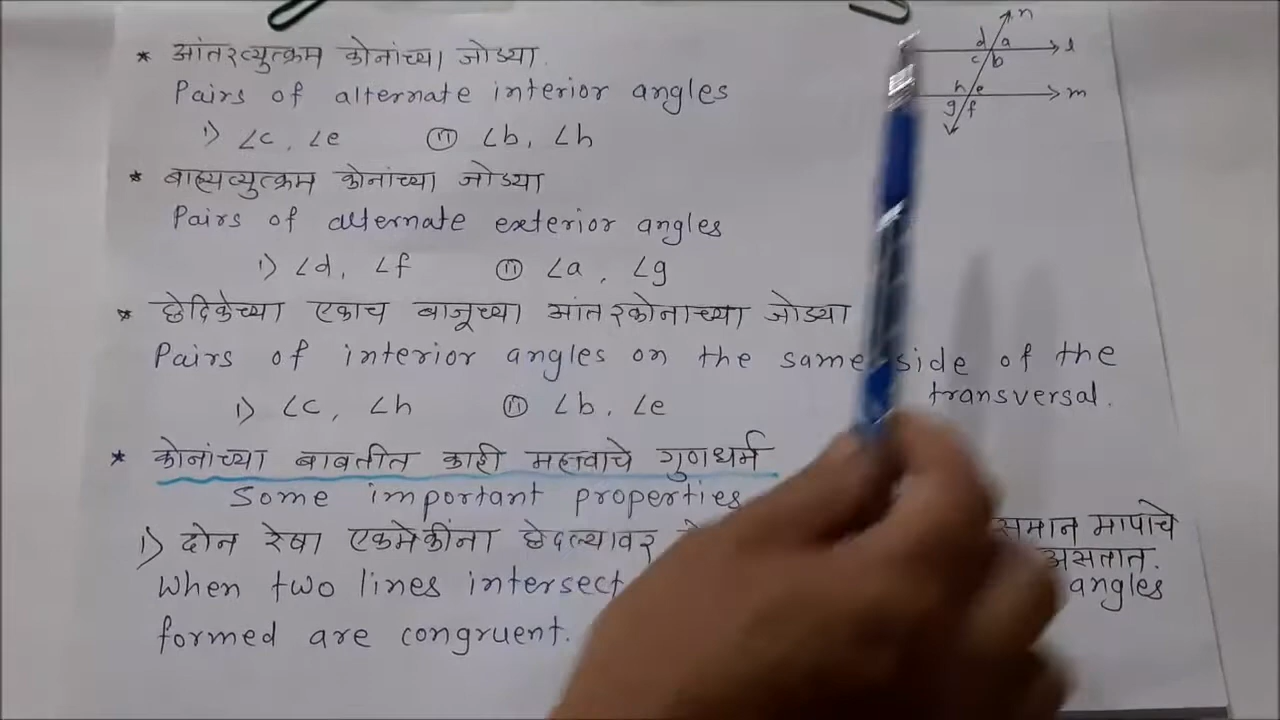 n
d a l
c b
h e m
g f
* आंतरव्युत्क्रम कोनांच्या जोड्या.
Pairs of alternate interior angles
i) ∠c, ∠e (ii) ∠b, ∠h
* बाह्यव्युत्क्रम कोनांच्या जोड्या
Pairs of alternate exterior angles
i) ∠d, ∠f (ii) ∠a, ∠g
* छेदिकेच्या एकाच बाजूच्या आंतरकोनाच्या जोड्या
Pairs of interior angles on the same side of the
transversal.
i) ∠c, ∠h (ii) ∠b, ∠e
* कोनांच्या बाबतीत काही महत्वाचे गुणधर्म
Some important properties
1) दोन रेषा एकमेकींना छेदल्यावर समान मापाचे
असतात.
When two lines intersect angles
formed are congruent.